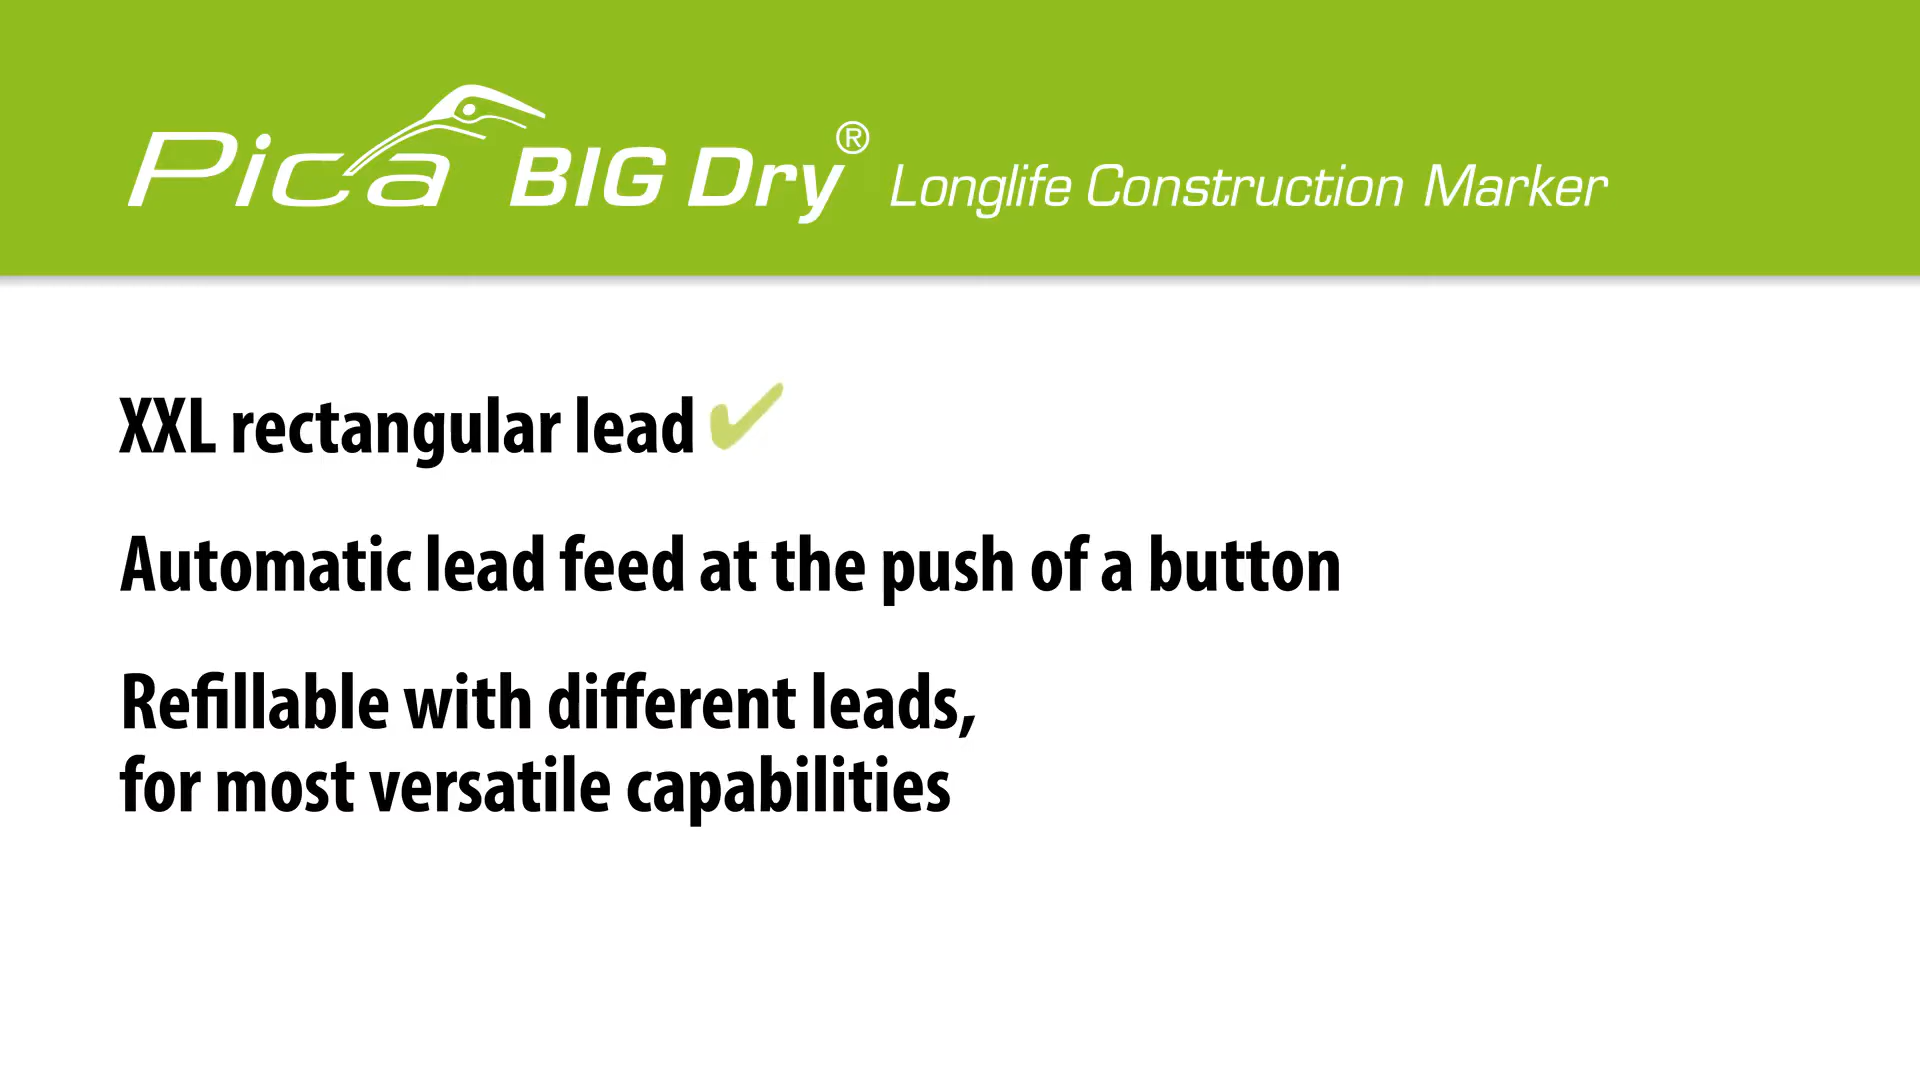 Pica BIG Dry® Longlife Construction Marker
XXL rectangular lead ✔
Automatic lead feed at the push of a button
Refillable with different leads,
for most versatile capabilities